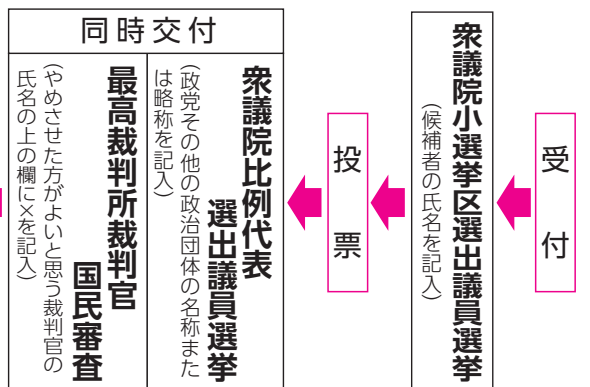 受付
衆議院小選挙区選出議員選挙
（候補者の氏名を記入）
投票
同時交付
衆議院比例代表
選出議員選挙
（政党その他の政治団体の名称また
は略称を記入）
最高裁判所裁判官
国民審査
（やめさせた方がよいと思う裁判官の
氏名の上の欄に×を記入）